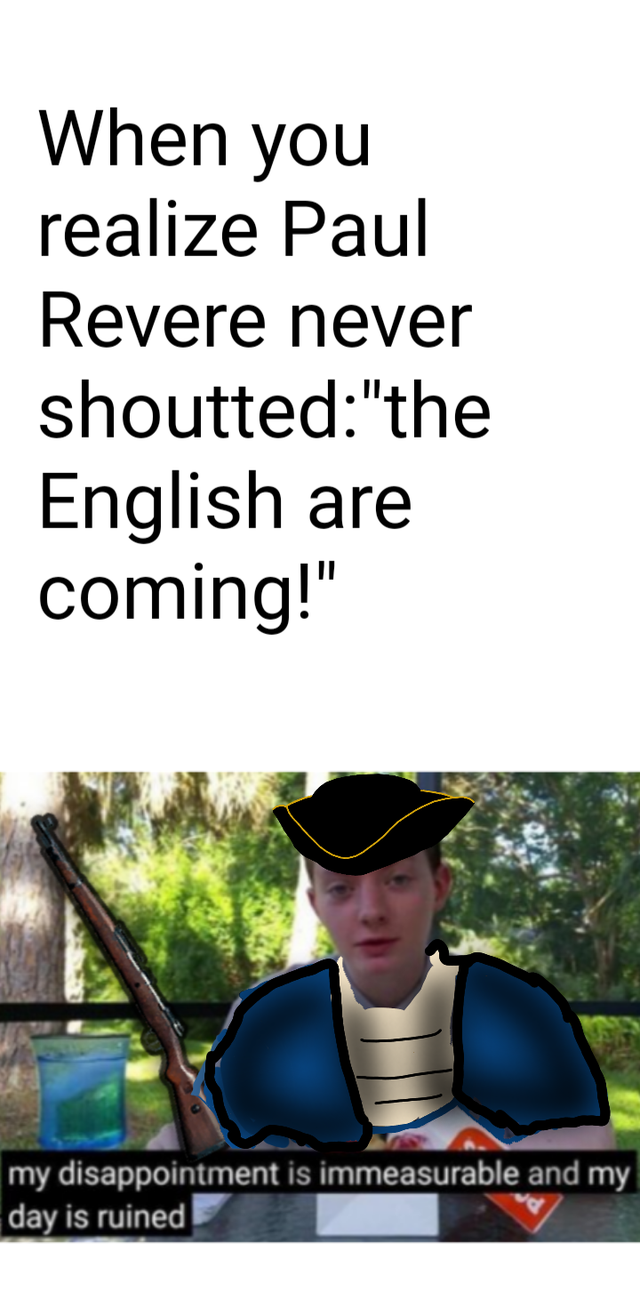 When you
realize Paul
Revere never
shoutted:"the
English are
coming!"
my disappointment is immeasurable and my
day is ruined